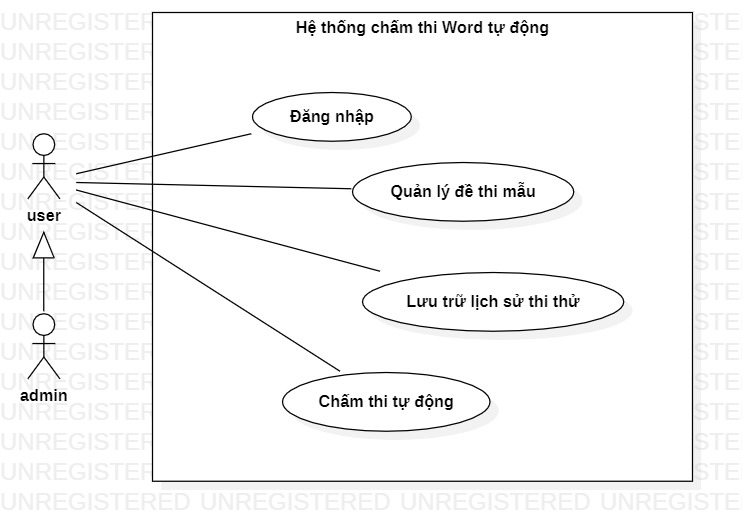 Hệ thống chấm thi Word tự động
Đăng nhập
Quản lý đề thi mẫu
user
Lưu trữ lịch sử thi thử
admin
Chấm thi tự động
UNREGISTERED UNREGISTERED UNREGISTERED UNREGISTE